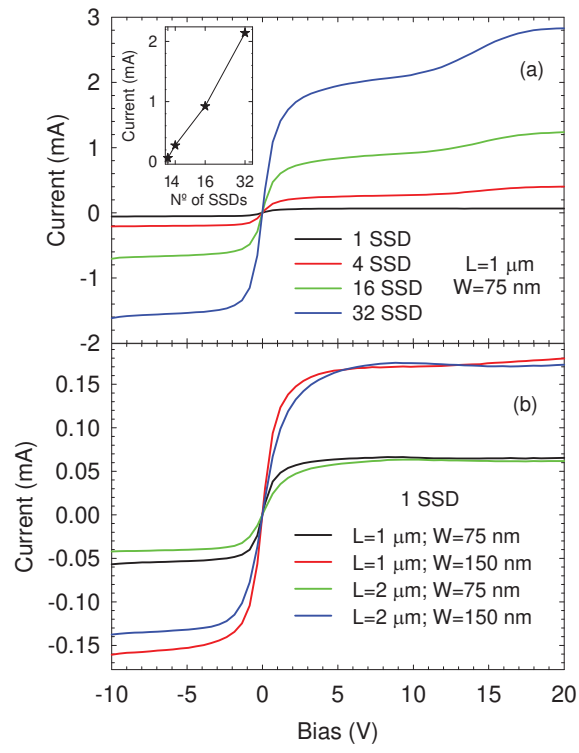 3
2
1
0
-1
-2
Current (mA)
(a)
2
1
0
Current (mA)
14 16 32
Nº of SSDs
1 SSD
4 SSD
16 SSD
32 SSD
L=1 μm
W=75 nm
0.15
0.10
0.05
0.00
-0.05
-0.10
-0.15
Current (mA)
(b)
1 SSD
L=1 μm; W=75 nm
L=1 μm; W=150 nm
L=2 μm; W=75 nm
L=2 μm; W=150 nm
-10 -5 0 5 10 15 20
Bias (V)